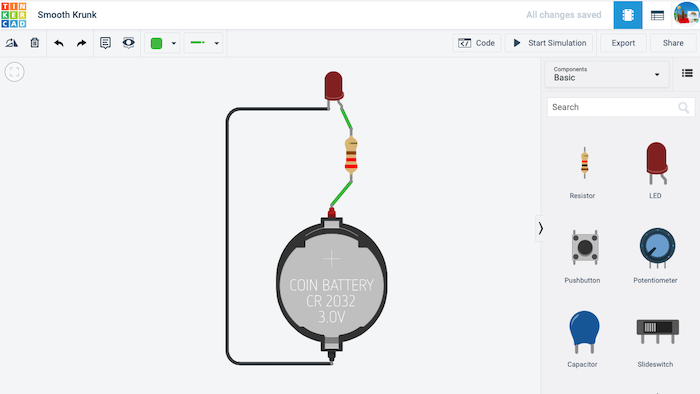 TIN
KER
CAD
Smooth Krunk
All changes saved
Code
Start Simulation
Export
Share
Components
Basic
Search
Resistor
LED
Pushbutton
Potentiometer
Capacitor
Slideswitch
COIN BATTERY
CR 2032
3.0V